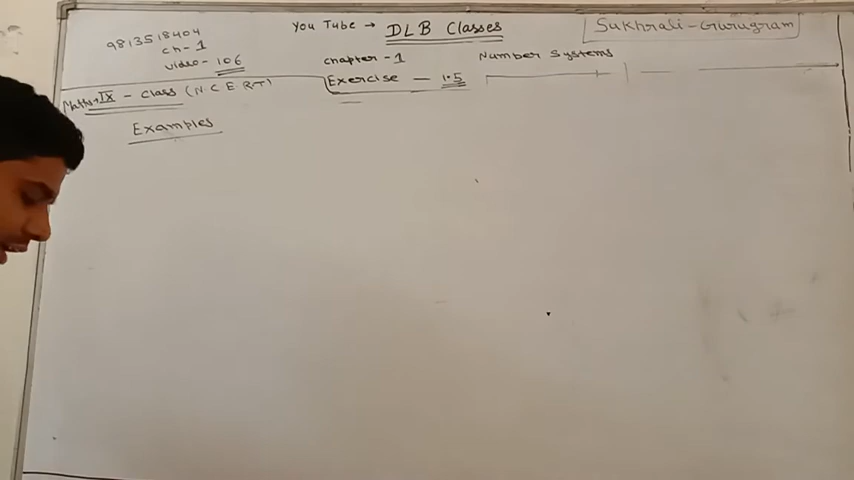 9813518404
ch-1
video-106
You Tube → DLB Classes
Sukhrali-Gurugram
chapter-1
Number Systems
Maths, IX - Class (N.C.E.R.T)
Exercise - 1.5
Examples